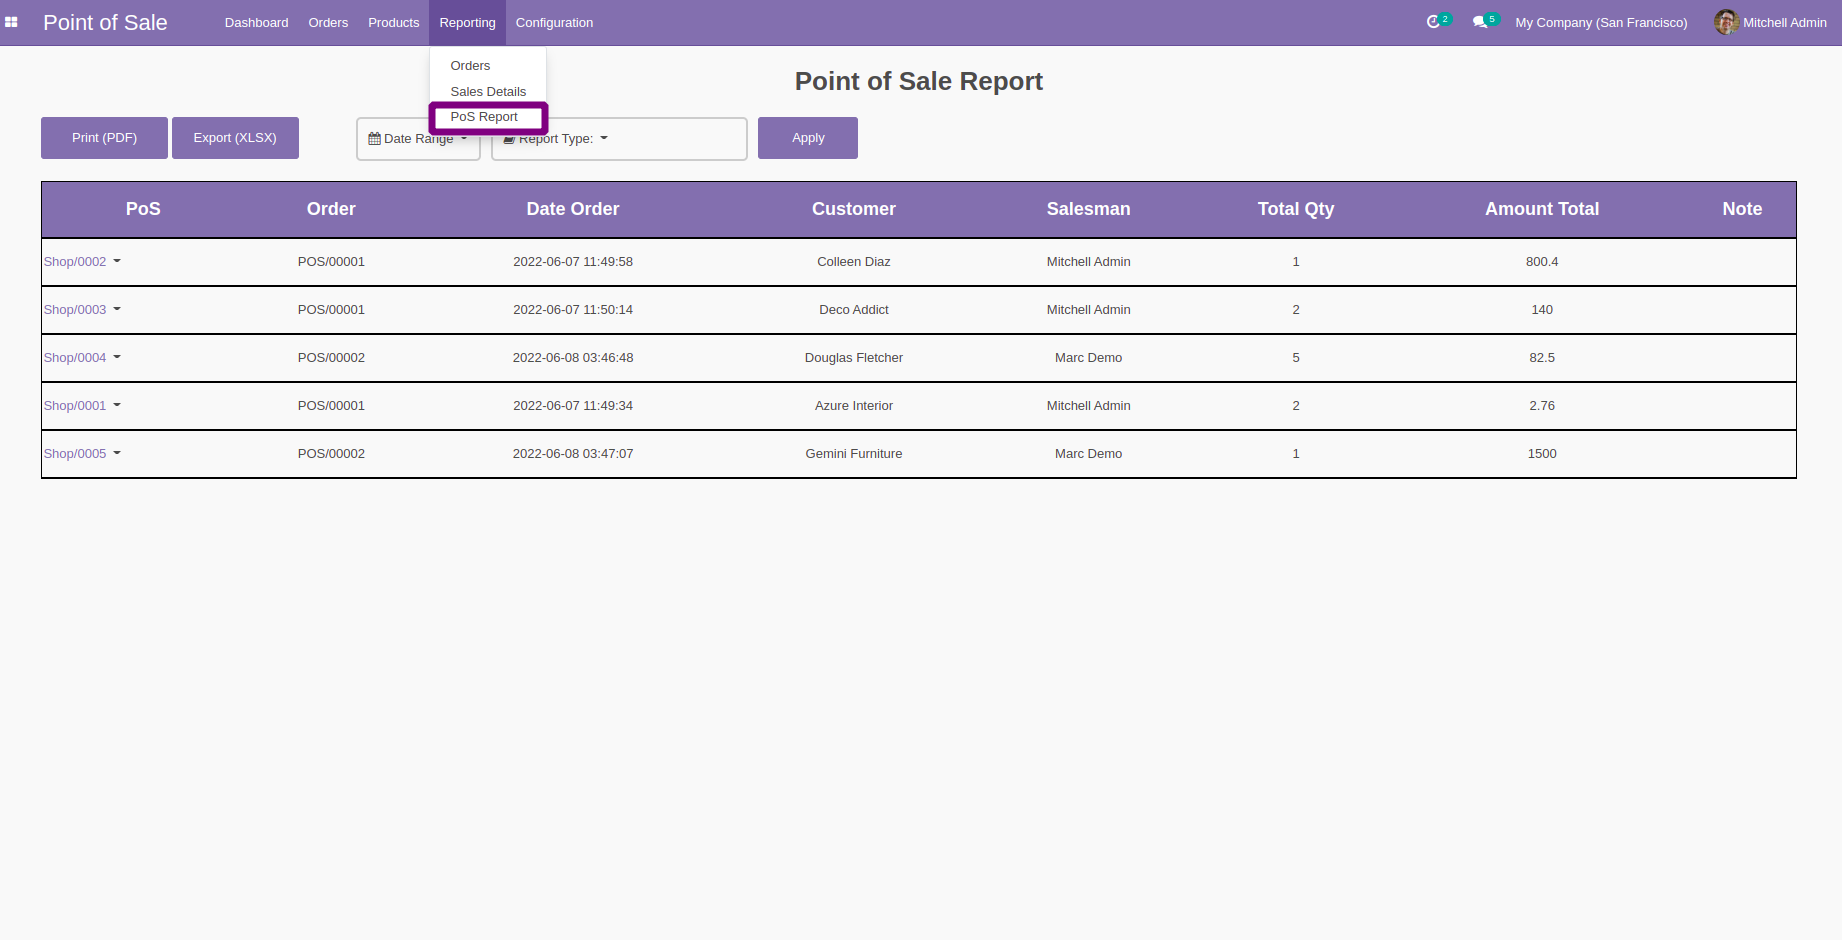 Point of Sale Dashboard Orders Products Reporting Configuration 2 5 My Company (San Francisco) Mitchell Admin
Orders
Sales Details
PoS Report
Point of Sale Report
Print (PDF) Export (XLSX) Date Range Report Type: Apply
PoS Order Date Order Customer Salesman Total Qty Amount Total Note
Shop/0002 POS/00001 2022-06-07 11:49:58 Colleen Diaz Mitchell Admin 1 800.4
Shop/0003 POS/00001 2022-06-07 11:50:14 Deco Addict Mitchell Admin 2 140
Shop/0004 POS/00002 2022-06-08 03:46:48 Douglas Fletcher Marc Demo 5 82.5
Shop/0001 POS/00001 2022-06-07 11:49:34 Azure Interior Mitchell Admin 2 2.76
Shop/0005 POS/00002 2022-06-08 03:47:07 Gemini Furniture Marc Demo 1 1500